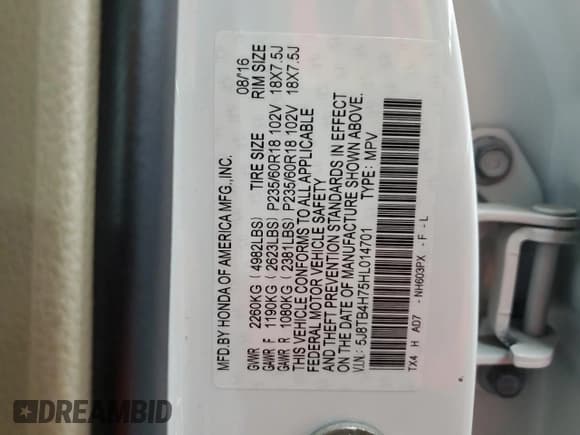 MFD.BY HONDA OF AMERICA MFG.,INC. 08/'16
TIRE SIZE RIM SIZE
GVWR 2260KG ( 4982LBS)
GAWR F 1190KG ( 2623LBS) P235/60R18 102V 18X7.5J
GAWR R 1080KG ( 2381LBS) P235/60R18 102V 18X7.5J
THIS VEHICLE CONFORMS TO ALL APPLICABLE
FEDERAL MOTOR VEHICLE SAFETY
AND THEFT PREVENTION STANDARDS IN EFFECT
ON THE DATE OF MANUFACTURE SHOWN ABOVE.
V.I.N.: 5J8TB4H75HL014701 TYPE: MPV
TX4 H AD7 -NH603PX - F - L
DREAMBID